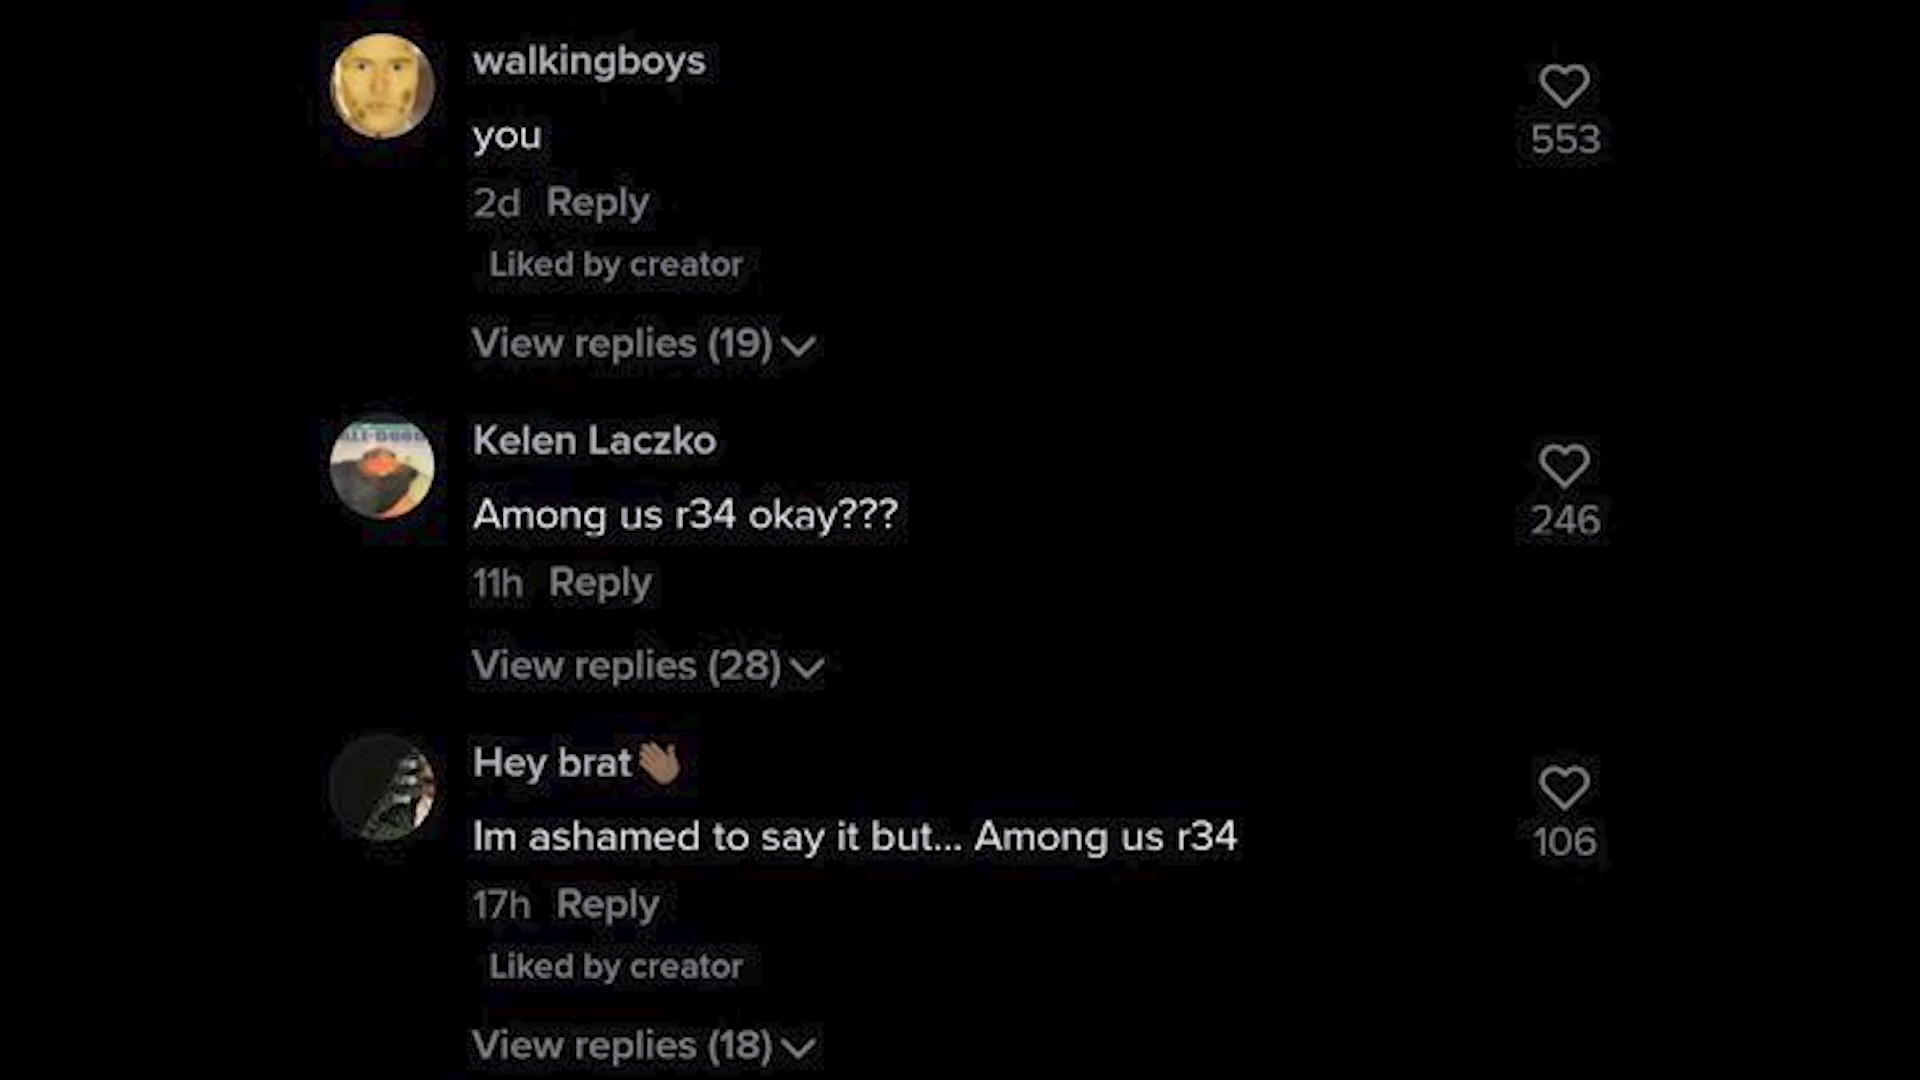 walkingboys
you
553
2d Reply
Liked by creator
View replies (19)
Kelen Laczko
Among us r34 okay???
246
11h Reply
View replies (28)
Hey brat👋🏽
Im ashamed to say it but... Among us r34
106
17h Reply
Liked by creator
View replies (18)